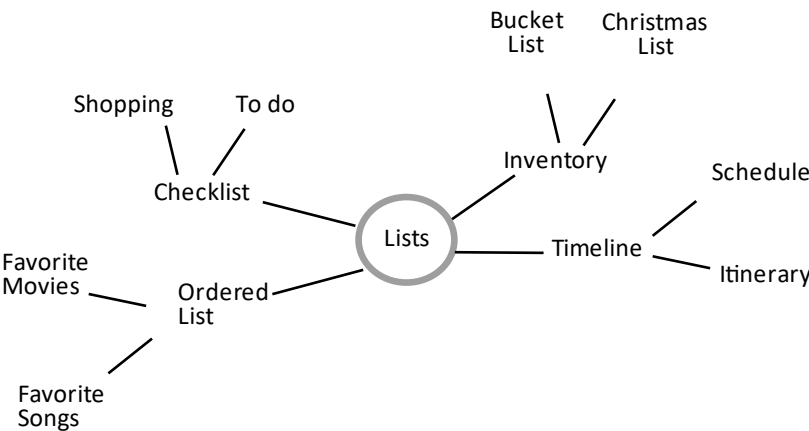 Bucket
List
Christmas
List
Shopping
To do
Inventory
Schedule
Checklist
Lists
Timeline
Itinerary
Favorite
Movies
Ordered
List
Favorite
Songs